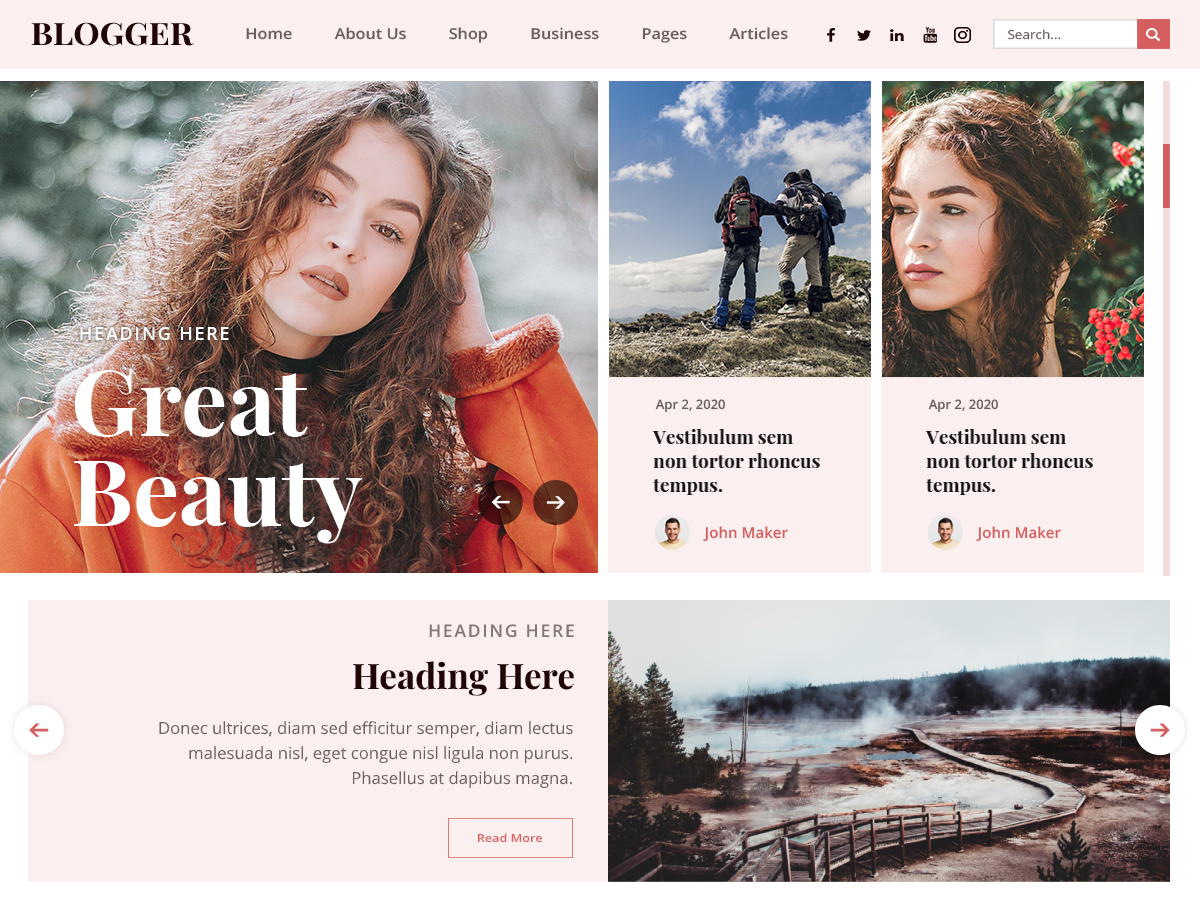 BLOGGER
Home About Us Shop Business Pages Articles
You
Tube
Search...
HEADING HERE
Great
Beauty
Apr 2, 2020
Vestibulum sem
non tortor rhoncus
tempus.
John Maker
Apr 2, 2020
Vestibulum sem
non tortor rhoncus
tempus.
John Maker
HEADING HERE
Heading Here
Donec ultrices, diam sed efficitur semper, diam lectus
malesuada nisl, eget congue nisl ligula non purus.
Phasellus at dapibus magna.
Read More